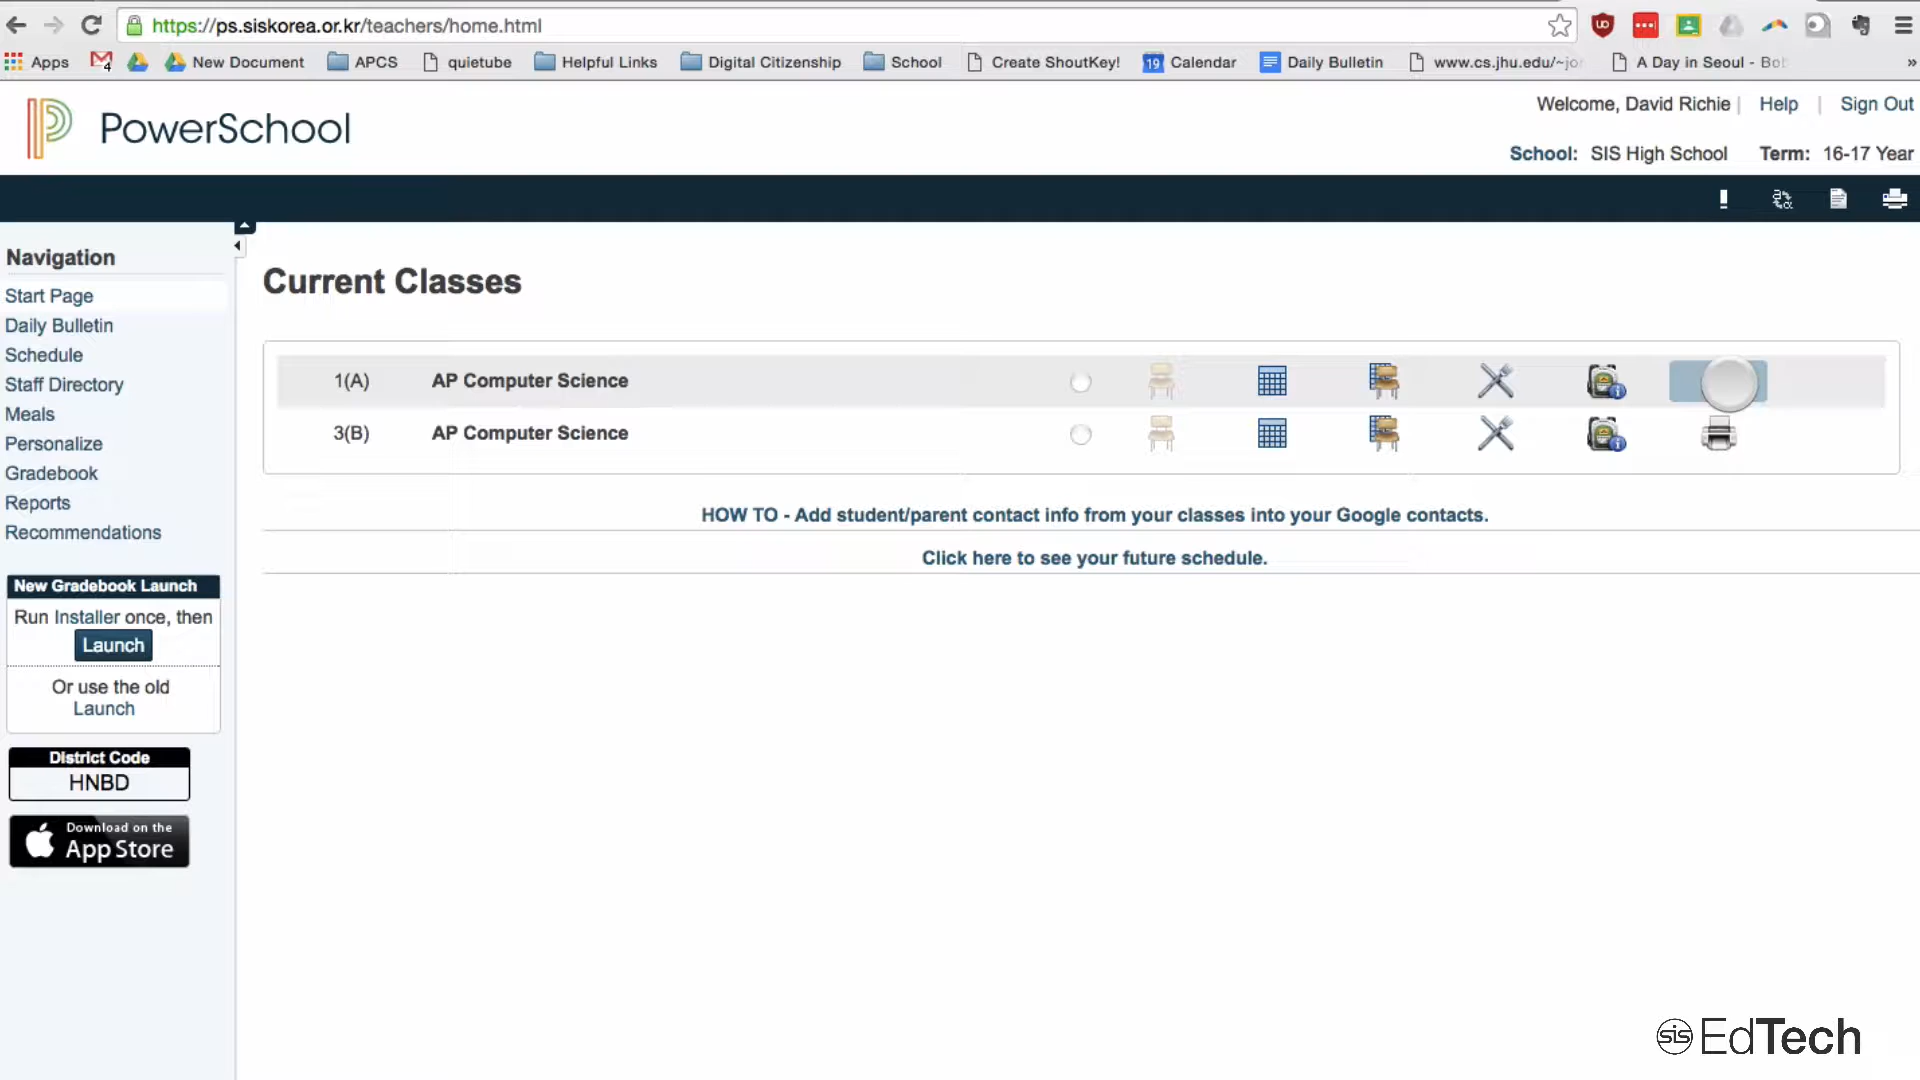 https://ps.siskorea.or.kr/teachers/home.html
Apps 4 New Document APCS quietube Helpful Links Digital Citizenship School Create ShoutKey! 19 Calendar Daily Bulletin www.cs.jhu.edu/~jo A Day in Seoul - Bob »
PowerSchool
Welcome, David Richie | Help | Sign Out
School: SIS High School Term: 16-17 Year
Navigation
Start Page
Daily Bulletin
Schedule
Staff Directory
Meals
Personalize
Gradebook
Reports
Recommendations
New Gradebook Launch
Run Installer once, then
Launch
Or use the old
Launch
District Code
HNBD
Download on the
App Store
Current Classes
1(A) AP Computer Science
3(B) AP Computer Science
HOW TO - Add student/parent contact info from your classes into your Google contacts.
Click here to see your future schedule.
sis EdTech